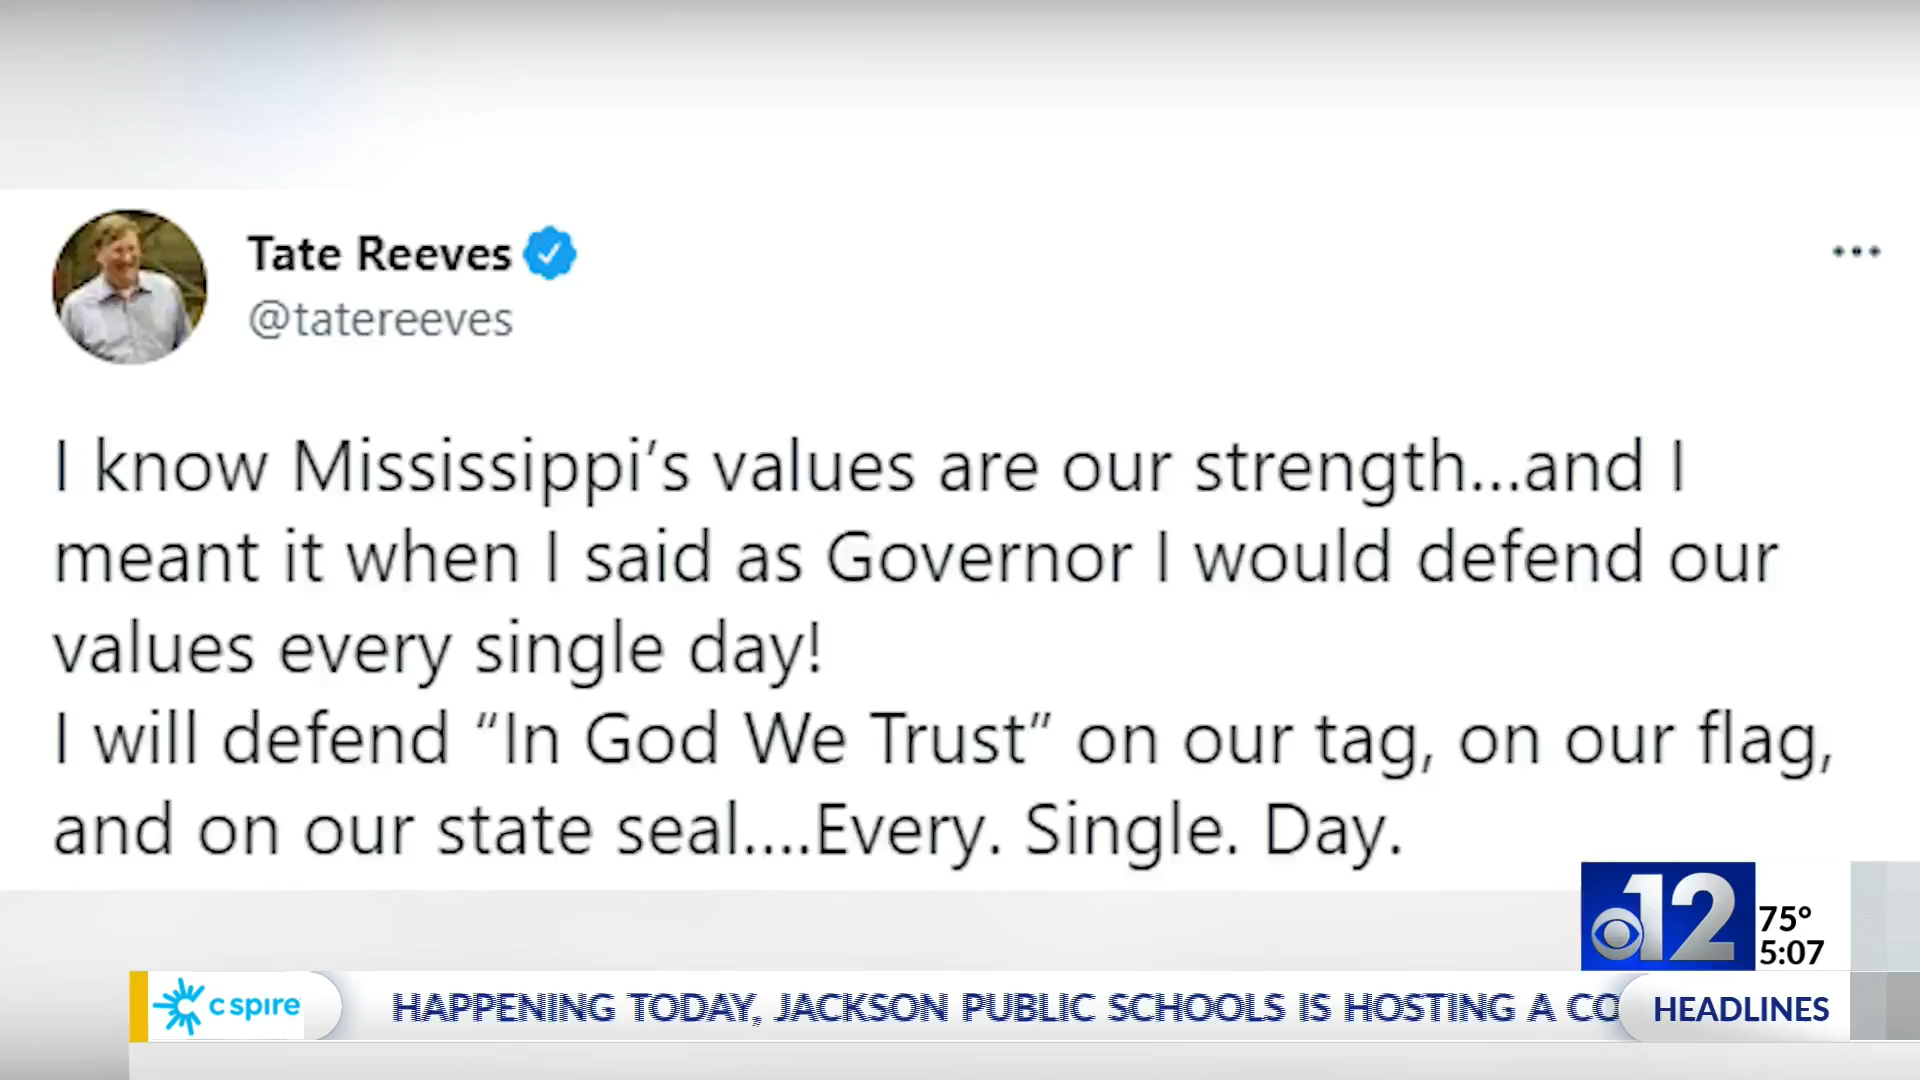 Tate Reeves
@tatereeves
I know Mississippi’s values are our strength...and I
meant it when I said as Governor I would defend our
values every single day!
I will defend “In God We Trust” on our tag, on our flag,
and on our state seal....Every. Single. Day.
12
75°
5:07
c spire
HAPPENING TODAY, JACKSON PUBLIC SCHOOLS IS HOSTING A CO
HEADLINES